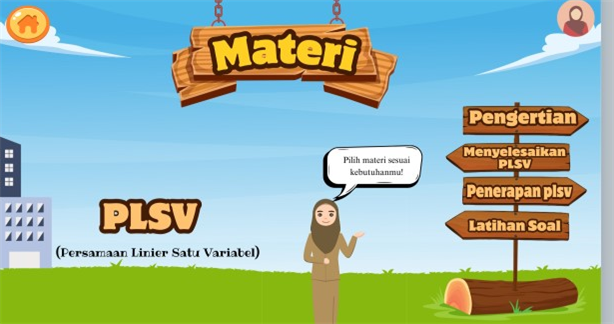 Materi
Pengertian
Menyelesaikan
PLSV
Penerapan plsv
Latihan Soal
Pilih materi sesuai
kebutuhanmu!
PLSV
(Persamaan Linier Satu Variabel)